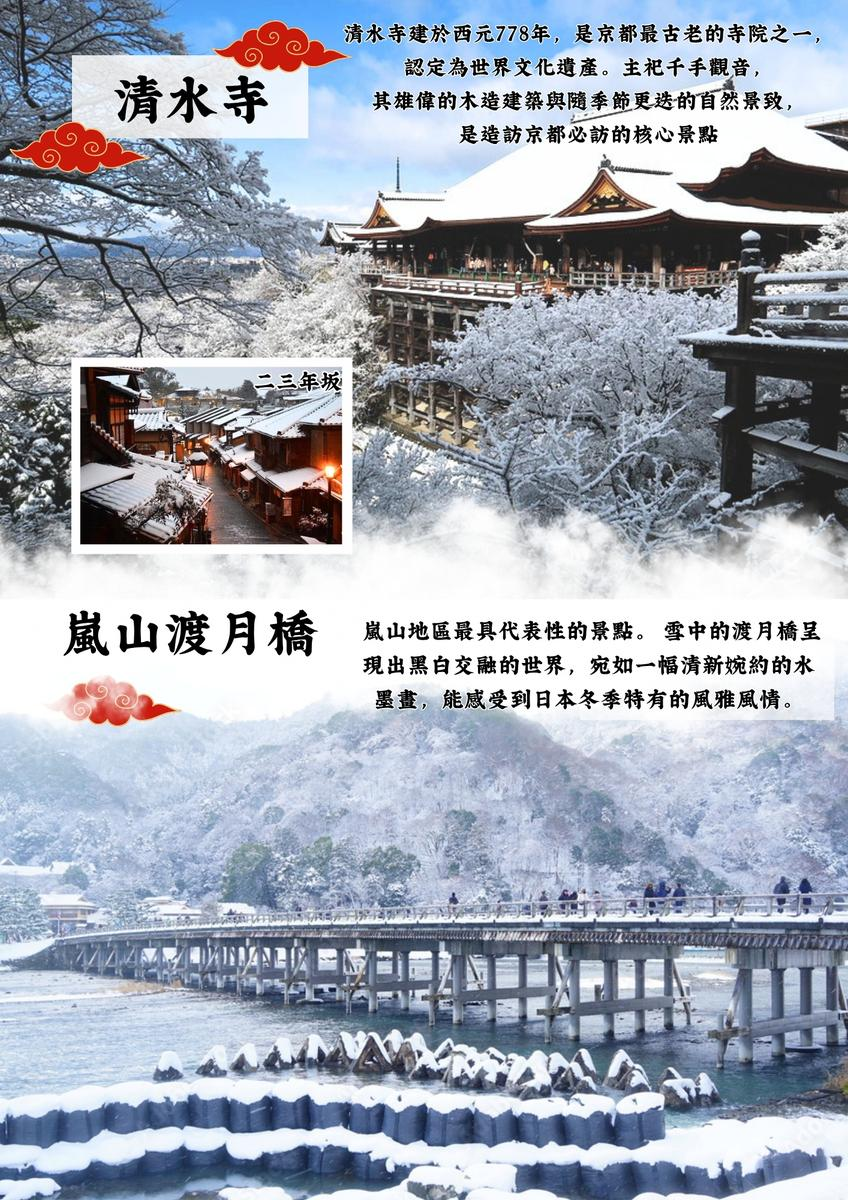 清水寺
清水寺建於西元778年，是京都最古老的寺院之一，
認定為世界文化遺產。主祀千手觀音，
其雄偉的木造建築與隨季節更迭的自然景致，
是造訪京都必訪的核心景點
二三年坂
嵐山渡月橋
嵐山地區最具代表性的景點。 雪中的渡月橋呈
現出黑白交融的世界，宛如一幅清新婉約的水
墨畫，能感受到日本冬季特有的風雅風情。